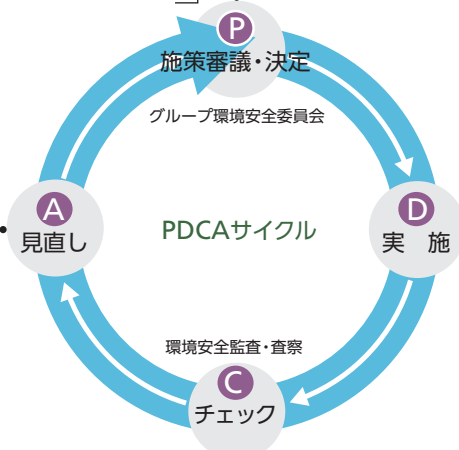 P
施策審議・決定
グループ環境安全委員会
A
見直し
PDCAサイクル
D
実 施
環境安全監査・査察
C
チェック